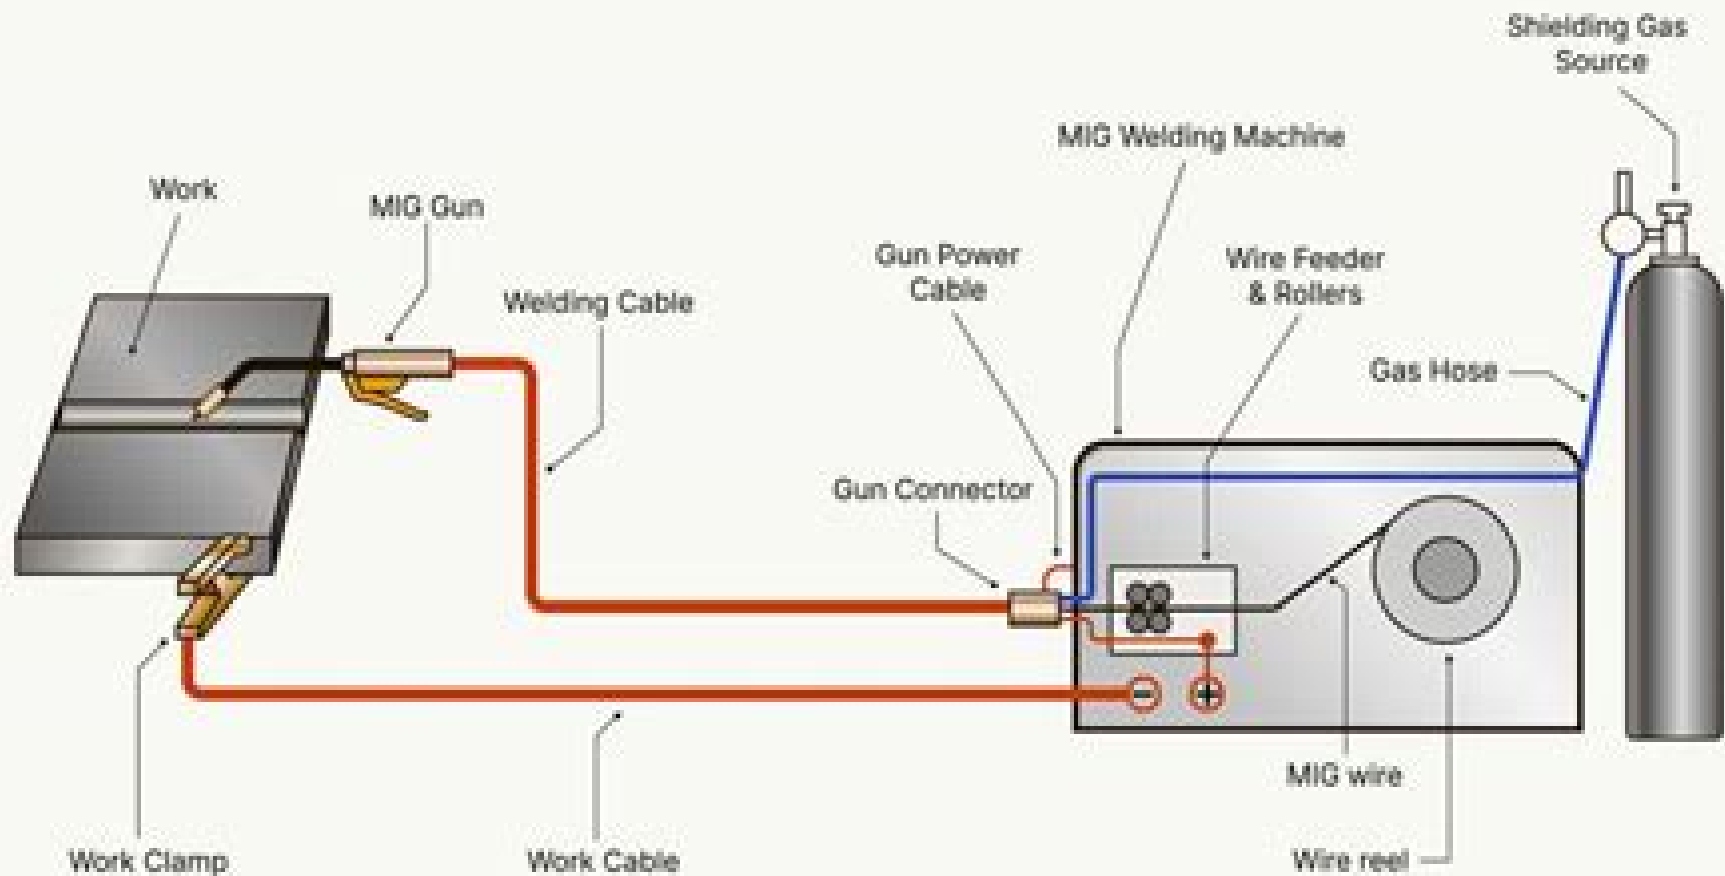 Shielding Gas
Source
MIG Welding Machine
Work
MIG Gun
Gun Power
Cable
Wire Feeder
& Rollers
Welding Cable
Gas Hose
Gun Connector
MIG wire
Work Clamp
Work Cable
Wire reel